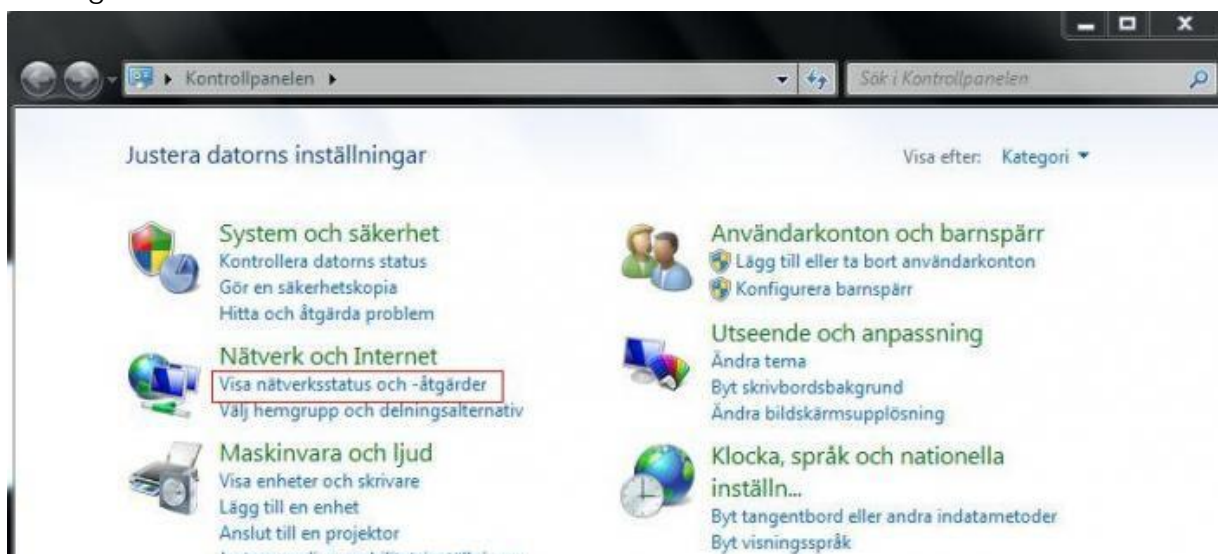 Kontrollpanelen
Sök i Kontrollpanelen
Justera datorns inställningar
Visa efter: Kategori
System och säkerhet
Kontrollera datorns status
Gör en säkerhetskopia
Hitta och åtgärda problem
Nätverk och Internet
Visa nätverksstatus och -åtgärder
Välj hemgrupp och delningsalternativ
Maskinvara och ljud
Visa enheter och skrivare
Lägg till en enhet
Anslut till en projektor
Användarkonton och barnspärr
Lägg till eller ta bort användarkonton
Konfigurera barnspärr
Utseende och anpassning
Ändra tema
Byt skrivbordsbakgrund
Ändra bildskärmsupplösning
Klocka, språk och nationella
inställn...
Byt tangentbord eller andra indatametoder
Byt visningsspråk